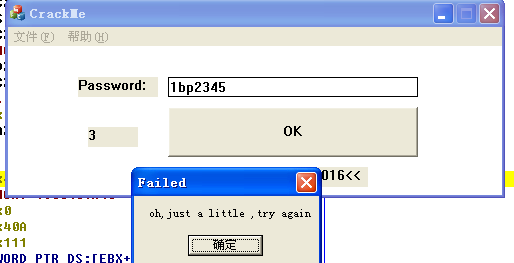 CrackMe
文件(F) 帮助(H)
Password: 1bp2345
3 OK
016<<
Failed
oh,just a little ,try again
确定
:0
:40A
:111
WORD PTR DS:[EBX+